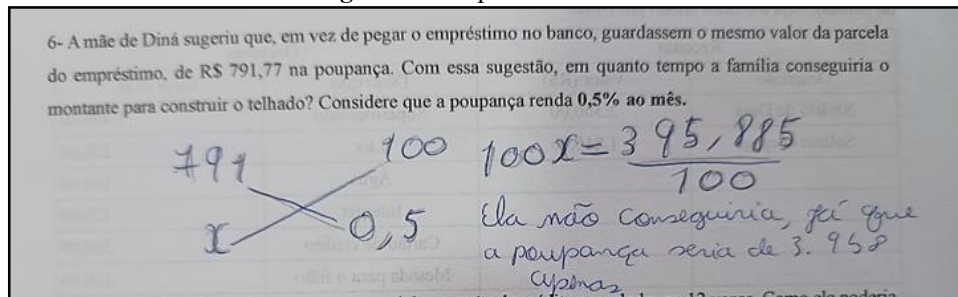 6- A mãe de Diná sugeriu que, em vez de pegar o empréstimo no banco, guardassem o mesmo valor da parcela
do empréstimo, de R$ 791,77 na poupança. Com essa sugestão, em quanto tempo a família conseguiria o
montante para construir o telhado? Considere que a poupança renda 0,5% ao mês.
791 100
x 0,5
100x = 395,885
100
Ela não conseguiria, já que
a poupança seria de 3.958
apenas